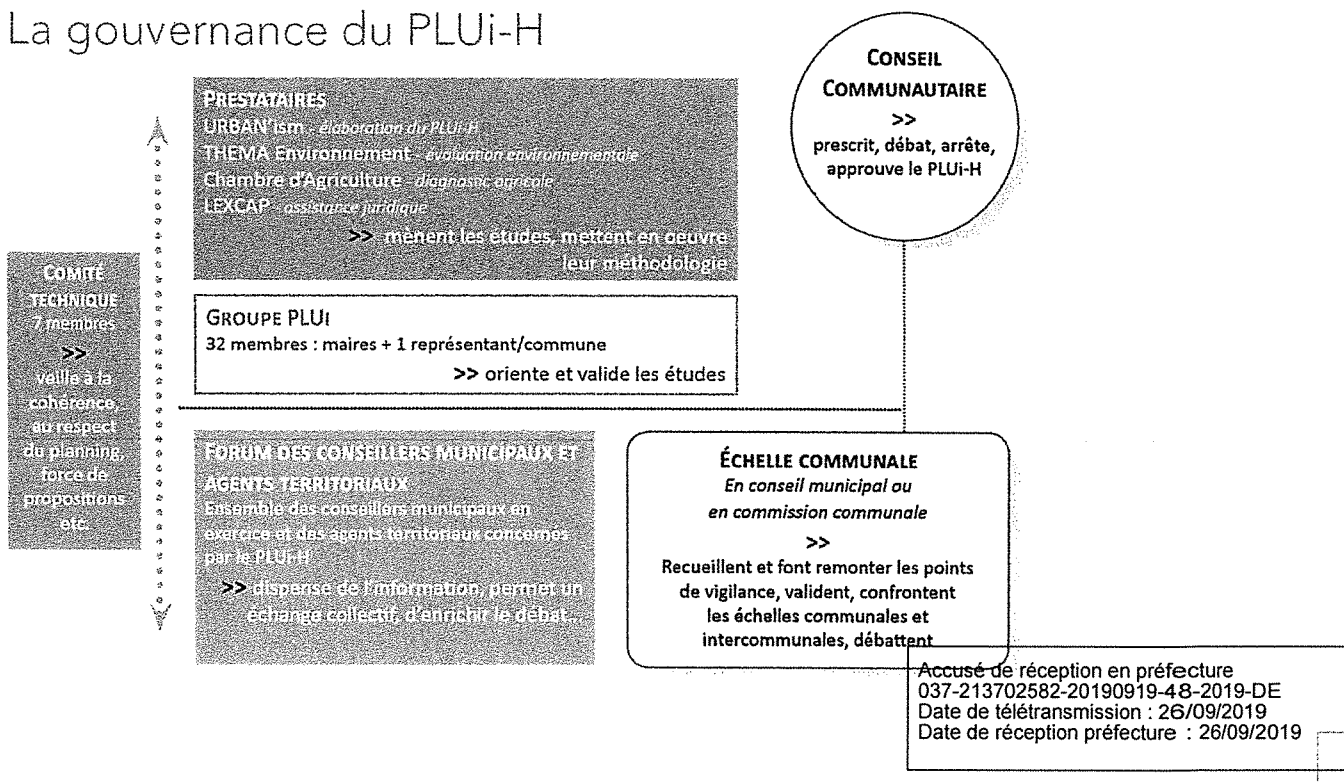 La gouvernance du PLUi-H
PRESTATAIRES
URBAN'ism - élaboration du PLUi-H
THEMA Environnement - évaluation environnementale
Chambre d'Agriculture - diagnostic agricole
LEXCAP - assistance juridique
>> mènent les études, mettent en oeuvre
leur méthodologie
CONSEIL
COMMUNAUTAIRE
>>
prescrit, débat, arrête,
approuve le PLUi-H
COMITÉ
TECHNIQUE
7 membres
>>
veille à la
cohérence,
au respect
du planning,
force de
propositions
etc.
GROUPE PLUi
32 membres : maires + 1 représentant/commune
>> oriente et valide les études
FORUM DES CONSEILLERS MUNICIPAUX ET
AGENTS TERRITORIAUX
Ensemble des conseillers municipaux en
exercice et des agents territoriaux concernés
par le PLUi-H
>> dispense de l'information, permet un
échange collectif, d'enrichir le débat...
ÉCHELLE COMMUNALE
En conseil municipal ou
en commission communale
>>
Recueillent et font remonter les points
de vigilance, valident, confrontent
les échelles communales et
intercommunales, débattent
Accusé de réception en préfecture
037-213702582-20190919-48-2019-DE
Date de télétransmission : 26/09/2019
Date de réception préfecture : 26/09/2019